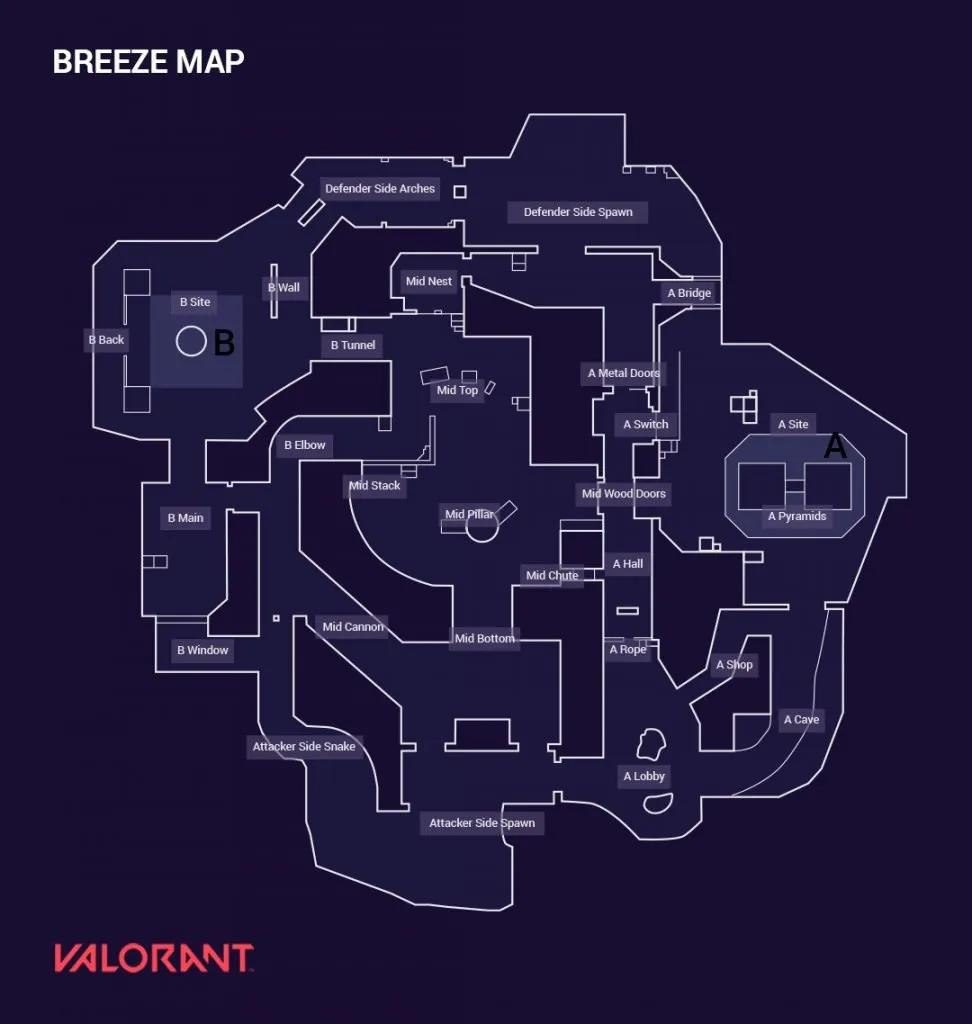 BREEZE MAP
Defender Side Arches
Defender Side Spawn
Mid Nest
B Wall
A Bridge
B Site
B Back
B
B Tunnel
A Metal Doors
Mid Top
A Switch
A Site
A
B Elbow
Mid Stack
Mid Wood Doors
B Main
Mid Pillar
A Pyramids
A Hall
Mid Chute
Mid Cannon
Mid Bottom
B Window
A Rope
A Shop
A Cave
Attacker Side Snake
A Lobby
Attacker Side Spawn
VALORANT